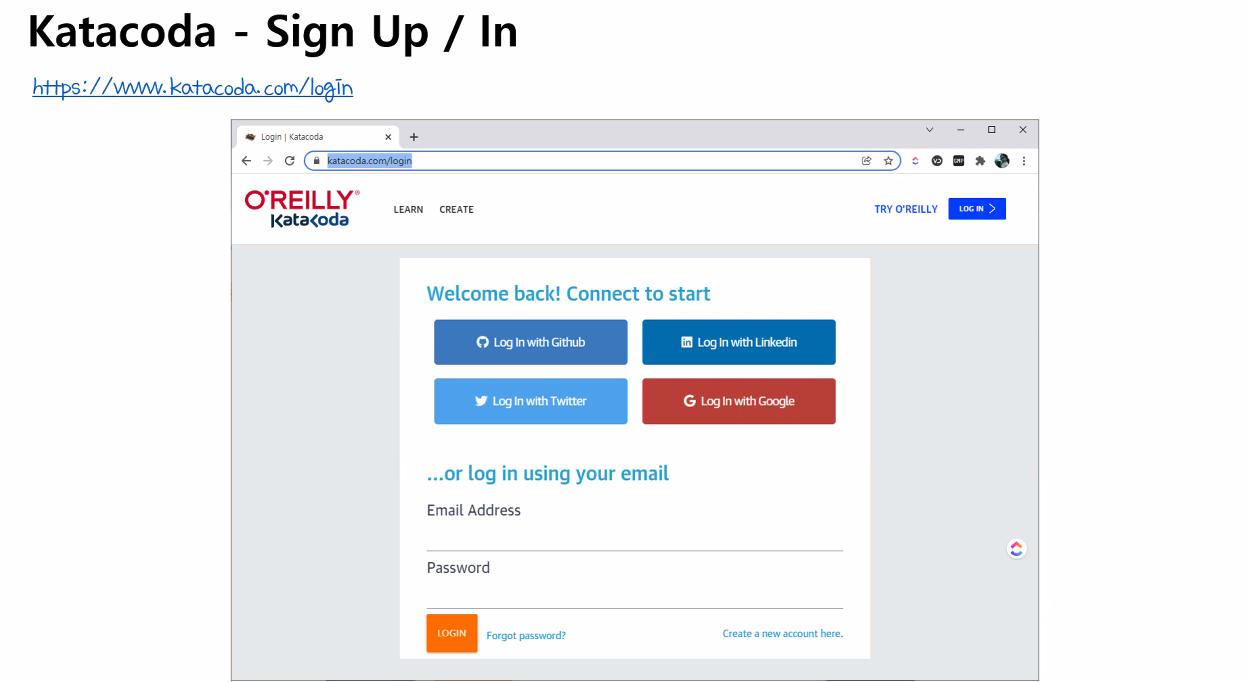 Katacoda - Sign Up / In
https://www.katacoda.com/login
Login | Katacoda
katacoda.com/login
O'REILLY®
Katacoda
LEARN CREATE
TRY O'REILLY LOG IN
Welcome back! Connect to start
Log In with Github Log In with Linkedin
Log In with Twitter Log In with Google
...or log in using your email
Email Address
Password
LOGIN Forgot password? Create a new account here.